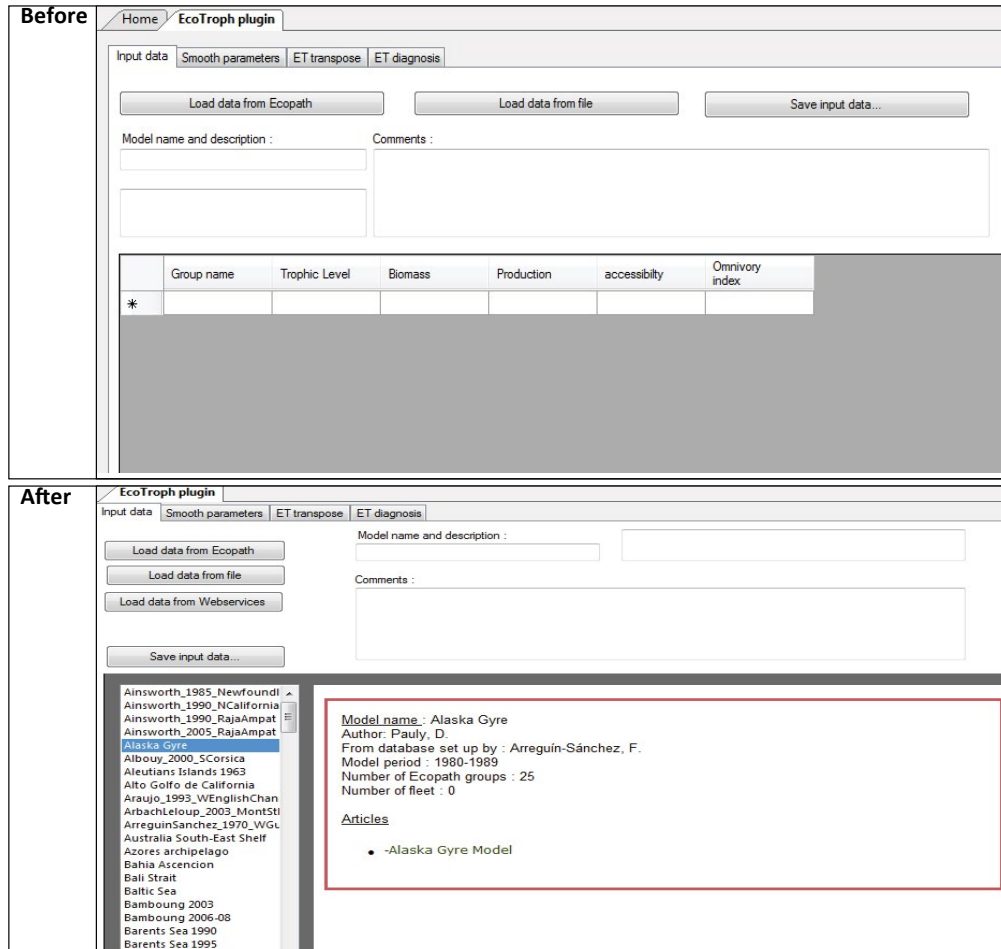 Before
Home EcoTroph plugin
Input data Smooth parameters ET transpose ET diagnosis
Load data from Ecopath Load data from file Save input data...
Model name and description : Comments :
Group name Trophic Level Biomass Production accessibilty Omnivory
index
After
EcoTroph plugin
Input data Smooth parameters ET transpose ET diagnosis
Load data from Ecopath
Load data from file
Load data from Webservices
Save input data...
Model name and description :
Comments :
Ainsworth_1985_Newfoundl
Ainsworth_1990_NCalifornia
Ainsworth_1990_RajaAmpat
Ainsworth_2005_RajaAmpat
Alaska Gyre
Albouy_2000_SCorsica
Aleutians Islands 1963
Alto Golfo de California
Araujo_1993_WEnglishChan
ArbachLeloup_2003_MontSt
ArreguinSanchez_1970_WGu
Australia South-East Shelf
Azores archipelago
Bahia Ascencion
Bali Strait
Baltic Sea
Bamboung 2003
Bamboung 2006-08
Barents Sea 1990
Barents Sea 1995
Model name : Alaska Gyre
Author: Pauly, D.
From database set up by : Arreguín-Sánchez, F.
Model period : 1980-1989
Number of Ecopath groups : 25
Number of fleet : 0
Articles
-Alaska Gyre Model